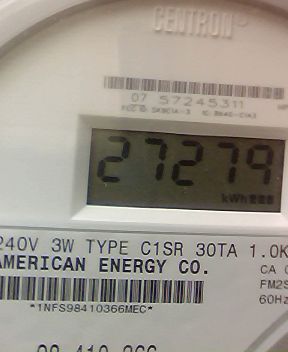 CENTRON
07 57245311
27279
kWh
240V 3W TYPE C1SR 30TA 1.0K
AMERICAN ENERGY CO.
CA
FM2S
60Hz
*1NFS98410366MEC*